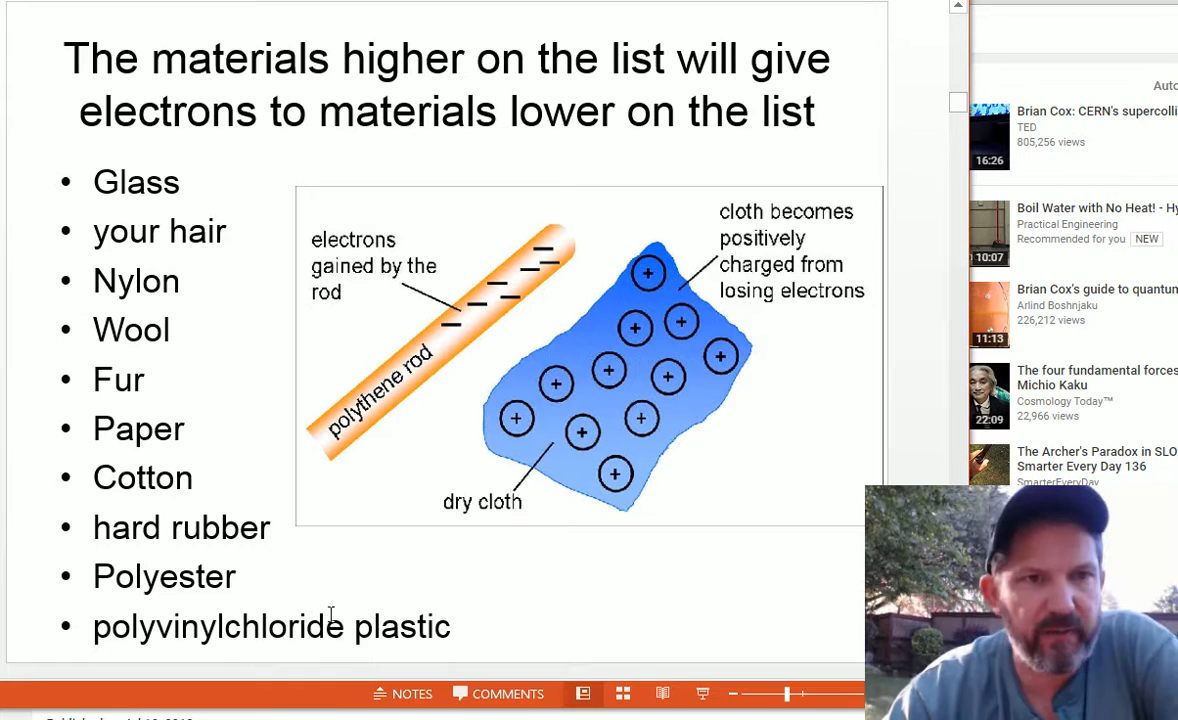 The materials higher on the list will give
electrons to materials lower on the list
• Glass
• your hair
• Nylon
• Wool
• Fur
• Paper
• Cotton
• hard rubber
• Polyester
• polyvinylchloride plastic
electrons
gained by the
rod
polythene rod
cloth becomes
positively
charged from
losing electrons
dry cloth
NOTES
COMMENTS
Brian Cox: CERN's
TED
805,256 views
16:26
Boil Water with No Heat! -
Practical Engineering
Recommended for you NEW
10:07
Brian Cox's guide to
Arlind Boshnjaku
226,212 views
11:13
The four fundamental forces
Michio Kaku
Cosmology Today™
22,966 views
22:09
The Archer's Paradox in
Smarter Every Day 136
SmarterEveryDay